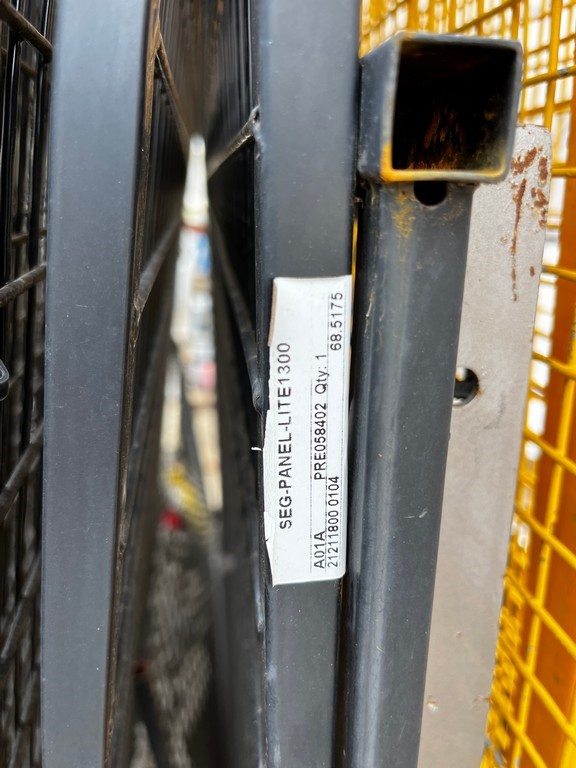 SEG-PANEL-LITE1300
A01A PRE058402 Qty: 1
21211800 0104 68.5175